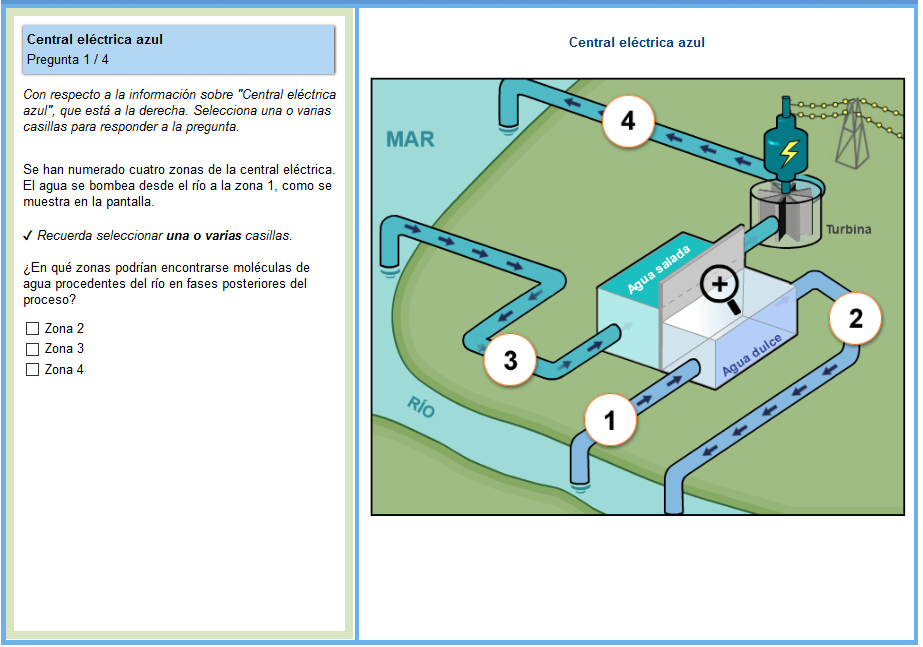 Central eléctrica azul
Pregunta 1 / 4
Con respecto a la información sobre "Central eléctrica
azul", que está a la derecha. Selecciona una o varias
casillas para responder a la pregunta.
Se han numerado cuatro zonas de la central eléctrica.
El agua se bombea desde el río a la zona 1, como se
muestra en la pantalla.
✓ Recuerda seleccionar una o varias casillas.
¿En qué zonas podrían encontrarse moléculas de
agua procedentes del río en fases posteriores del
proceso?
Zona 2
Zona 3
Zona 4
Central eléctrica azul
4
MAR
Turbina
Agua salada
2
3
Agua dulce
RÍO
1